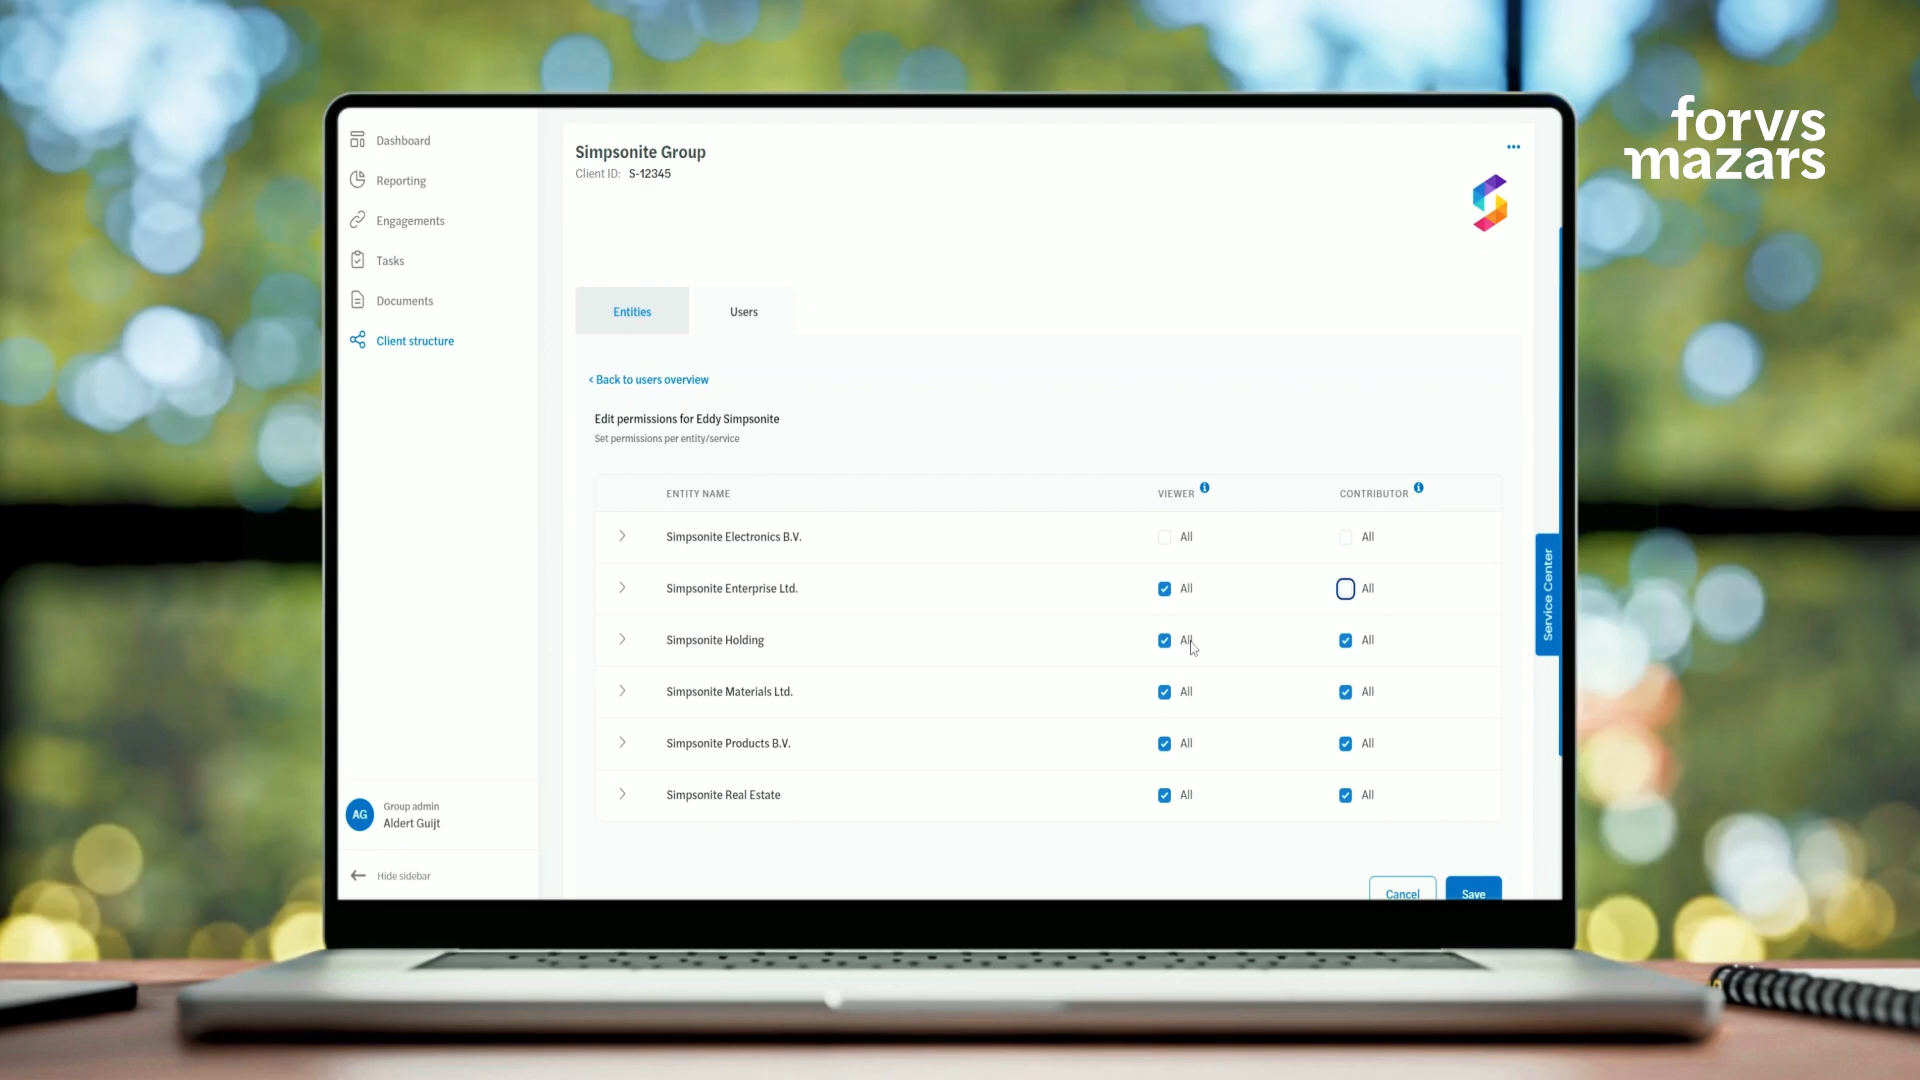 forvis
mazars
Dashboard
Reporting
Engagements
Tasks
Documents
Client structure
Group admin
AG
Aldert Guijt
Hide sidebar
Simpsonite Group
Client ID: S-12345
Entities Users
< Back to users overview
Edit permissions for Eddy Simpsonite
Set permissions per entity/service
ENTITY NAME VIEWER CONTRIBUTOR
Simpsonite Electronics B.V. All All
Simpsonite Enterprise Ltd. All All
Simpsonite Holding All All
Simpsonite Materials Ltd. All All
Simpsonite Products B.V. All All
Simpsonite Real Estate All All
Cancel Save
Service Center